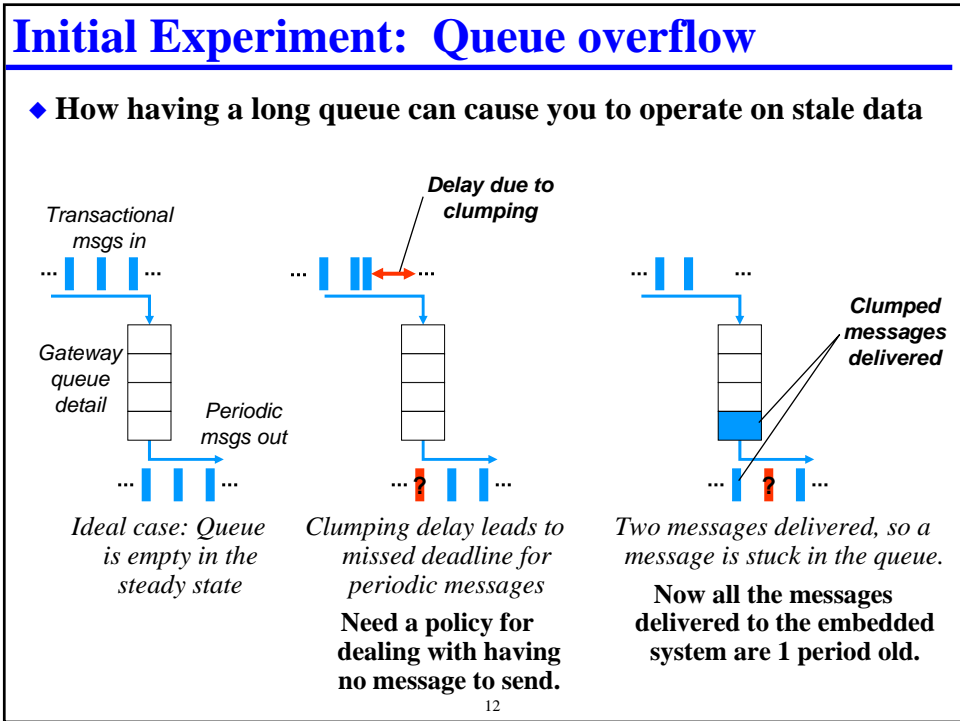 Initial Experiment: Queue overflow
◆ How having a long queue can cause you to operate on stale data
Transactional
msgs in
... ...
Gateway
queue
detail
Periodic
msgs out
... ...
Ideal case: Queue
is empty in the
steady state
Delay due to
clumping
... ...
... ? ...
Clumping delay leads to
missed deadline for
periodic messages
Need a policy for
dealing with having
no message to send.
... ...
Clumped
messages
delivered
... ? ...
Two messages delivered, so a
message is stuck in the queue.
Now all the messages
delivered to the embedded
system are 1 period old.
12